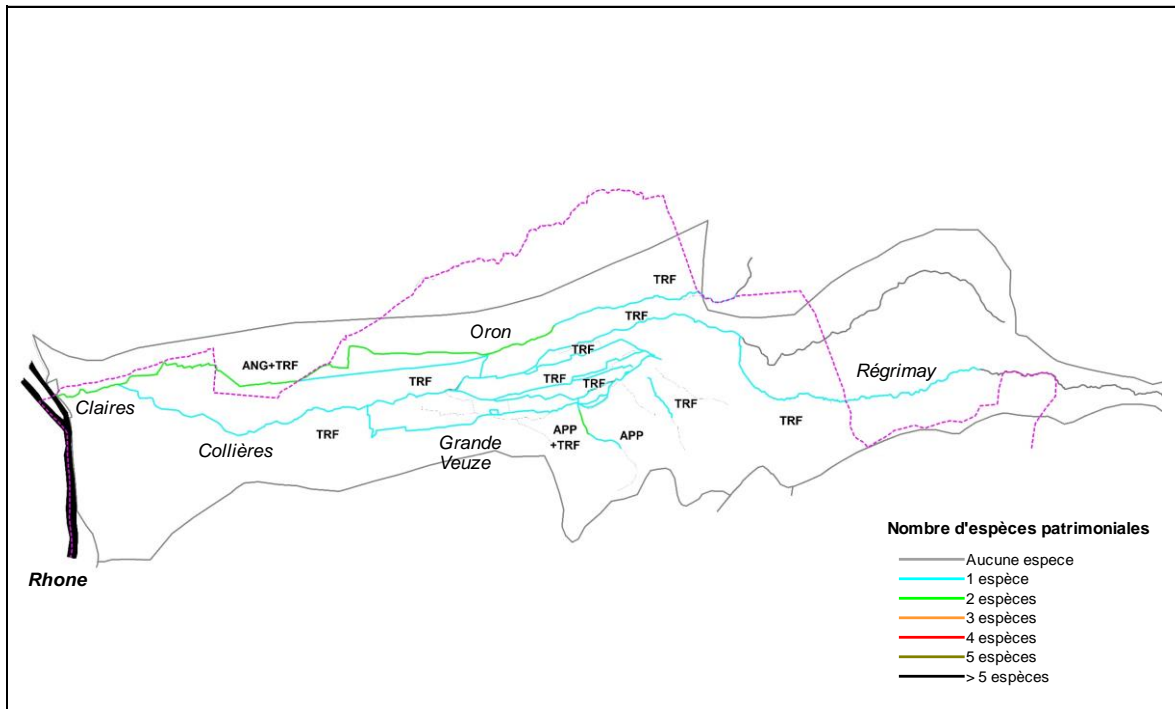 TRF
TRF
Oron
TRF
ANG+TRF
Régrimay
TRF
TRF
TRF
Claires
TRF
TRF
TRF
Collières
Grande
Veuze
APP
+TRF
APP
Nombre d'espèces patrimoniales
Aucune espece
1 espèce
2 espèces
3 espèces
4 espèces
5 espèces
> 5 espèces
Rhone